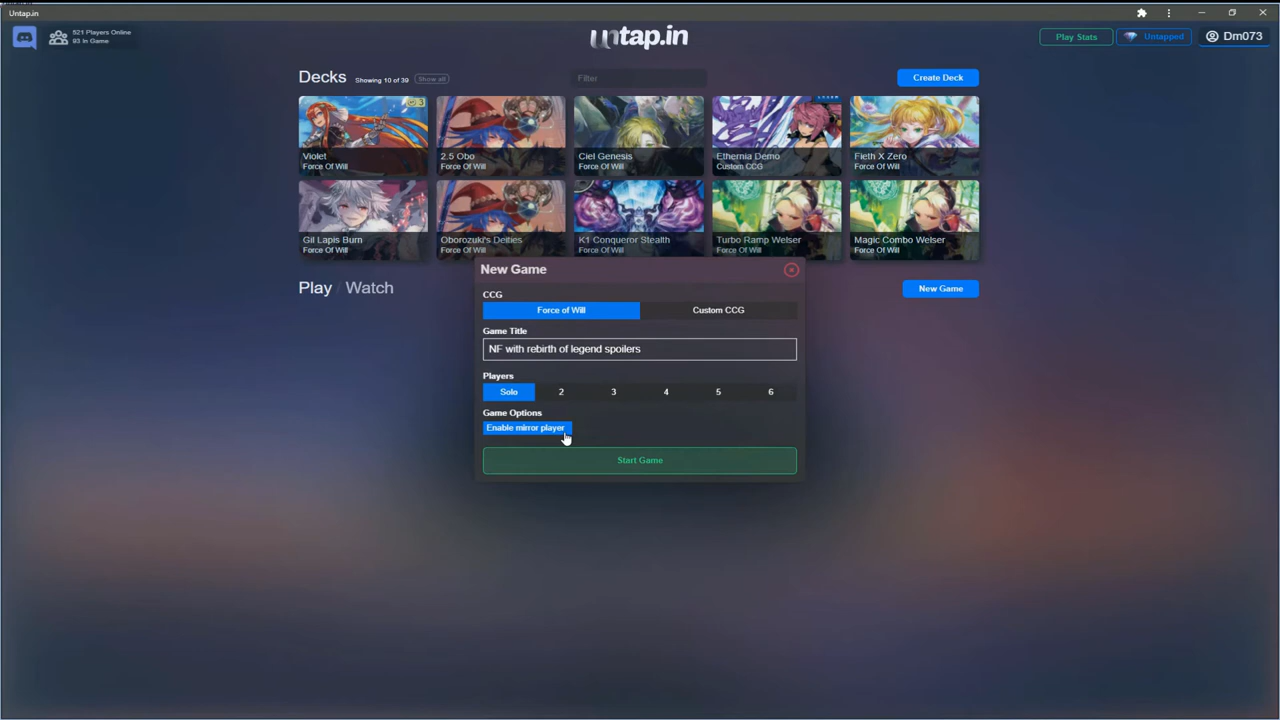 Untap.in
521 Players Online
93 In Game
untap.in
Play Stats
Untapped
Dm073
Decks Showing 10 of 39 Show all
Filter
Create Deck
3
Violet
Force Of Will
2.5 Obo
Force Of Will
Ciel Genesis
Force Of Will
Ethernia Demo
Custom CCG
Fieth X Zero
Force Of Will
Gil Lapis Burn
Force Of Will
Oborozuki's Deities
Force Of Will
K1 Conqueror Stealth
Force Of Will
Turbo Ramp Welser
Force Of Will
Magic Combo Welser
Force Of Will
Play / Watch
New Game
New Game
CCG
Force of Will
Custom CCG
Game Title
NF with rebirth of legend spoilers
Players
Solo 2 3 4 5 6
Game Options
Enable mirror player
Start Game